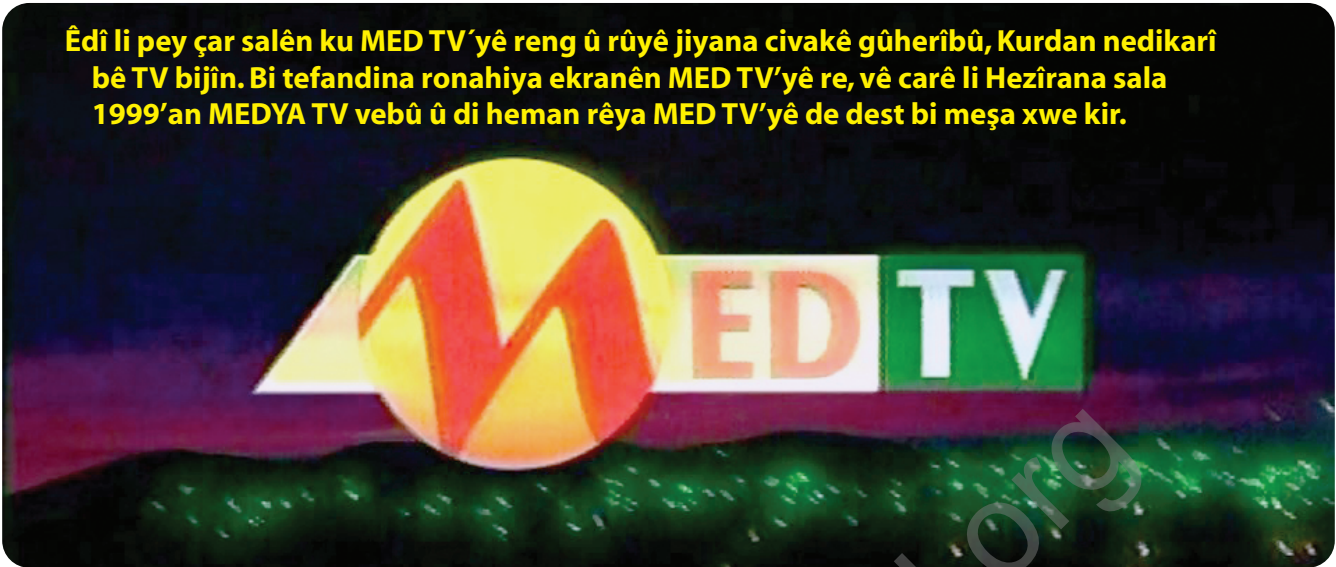 Êdî li pey çar salên ku MED TV´yê reng û rûyê jiyana civakê gûherîbû, Kurdan nedikarî
bê TV bijîn. Bi tefandina ronahiya ekranên MED TV’yê re, vê carê li Hezîrana sala
1999’an MEDYA TV vebû û di heman rêya MED TV’yê de dest bi meşa xwe kir.
MED TV
org